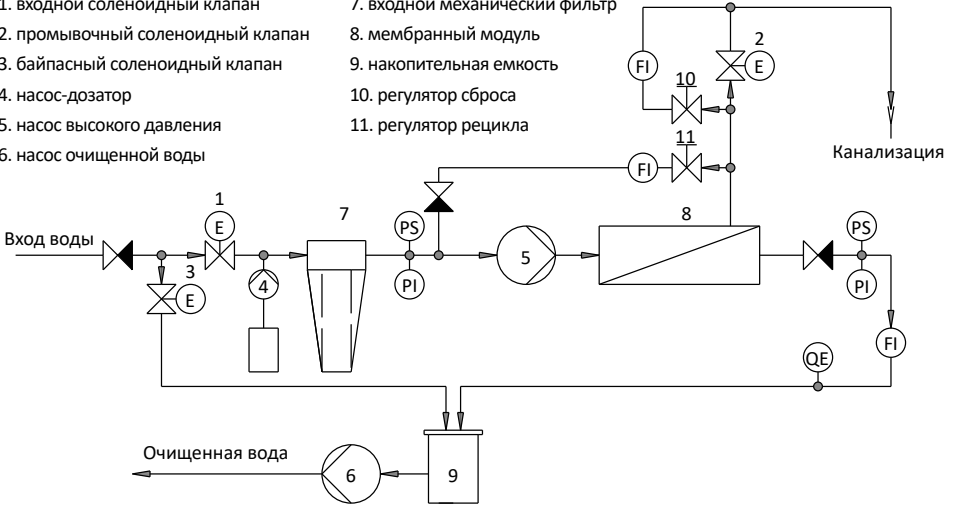 1. входной соленоидный клапан
2. промывочный соленоидный клапан
3. байпасный соленоидный клапан
4. насос-дозатор
5. насос высокого давления
6. насос очищенной воды
7. входной механический фильтр
8. мембранный модуль
9. накопительная емкость
10. регулятор сброса
11. регулятор рецикла
2
FI
E
10
11
FI
Канализация
1
7
8
E
PS
PS
Вход воды
3
5
E
4
PI
PI
FI
QE
Очищенная вода
6
9